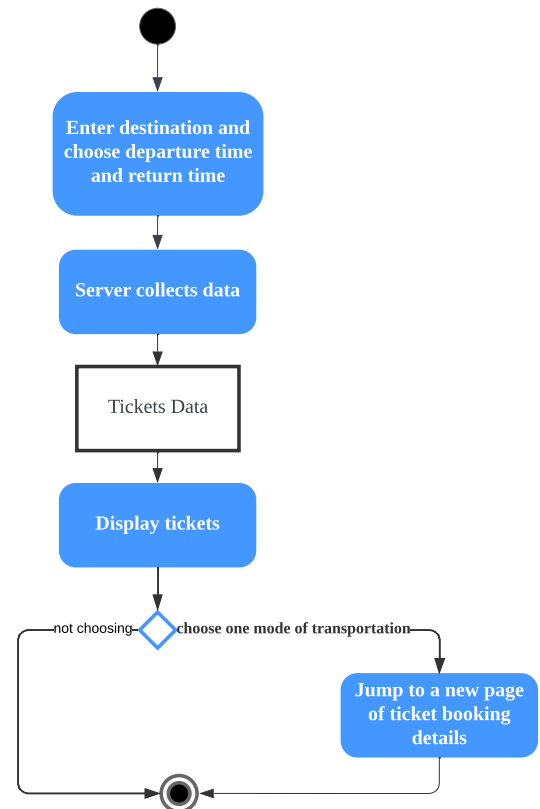 Enter destination and
choose departure time
and return time
Server collects data
Tickets Data
Display tickets
not choosing
choose one mode of transportation
Jump to a new page
of ticket booking
details